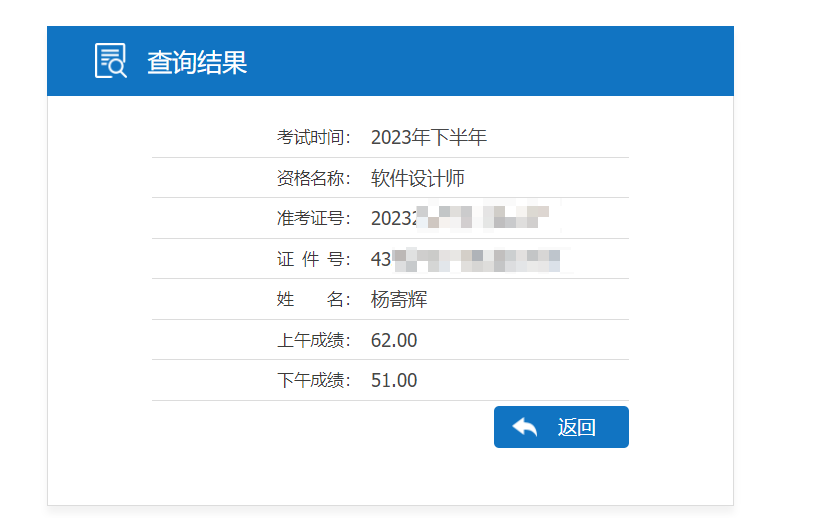 查询结果
考试时间： 2023年下半年
资格名称： 软件设计师
准考证号： 20232
证 件 号： 43
姓 名： 杨寄辉
上午成绩： 62.00
下午成绩： 51.00
返回